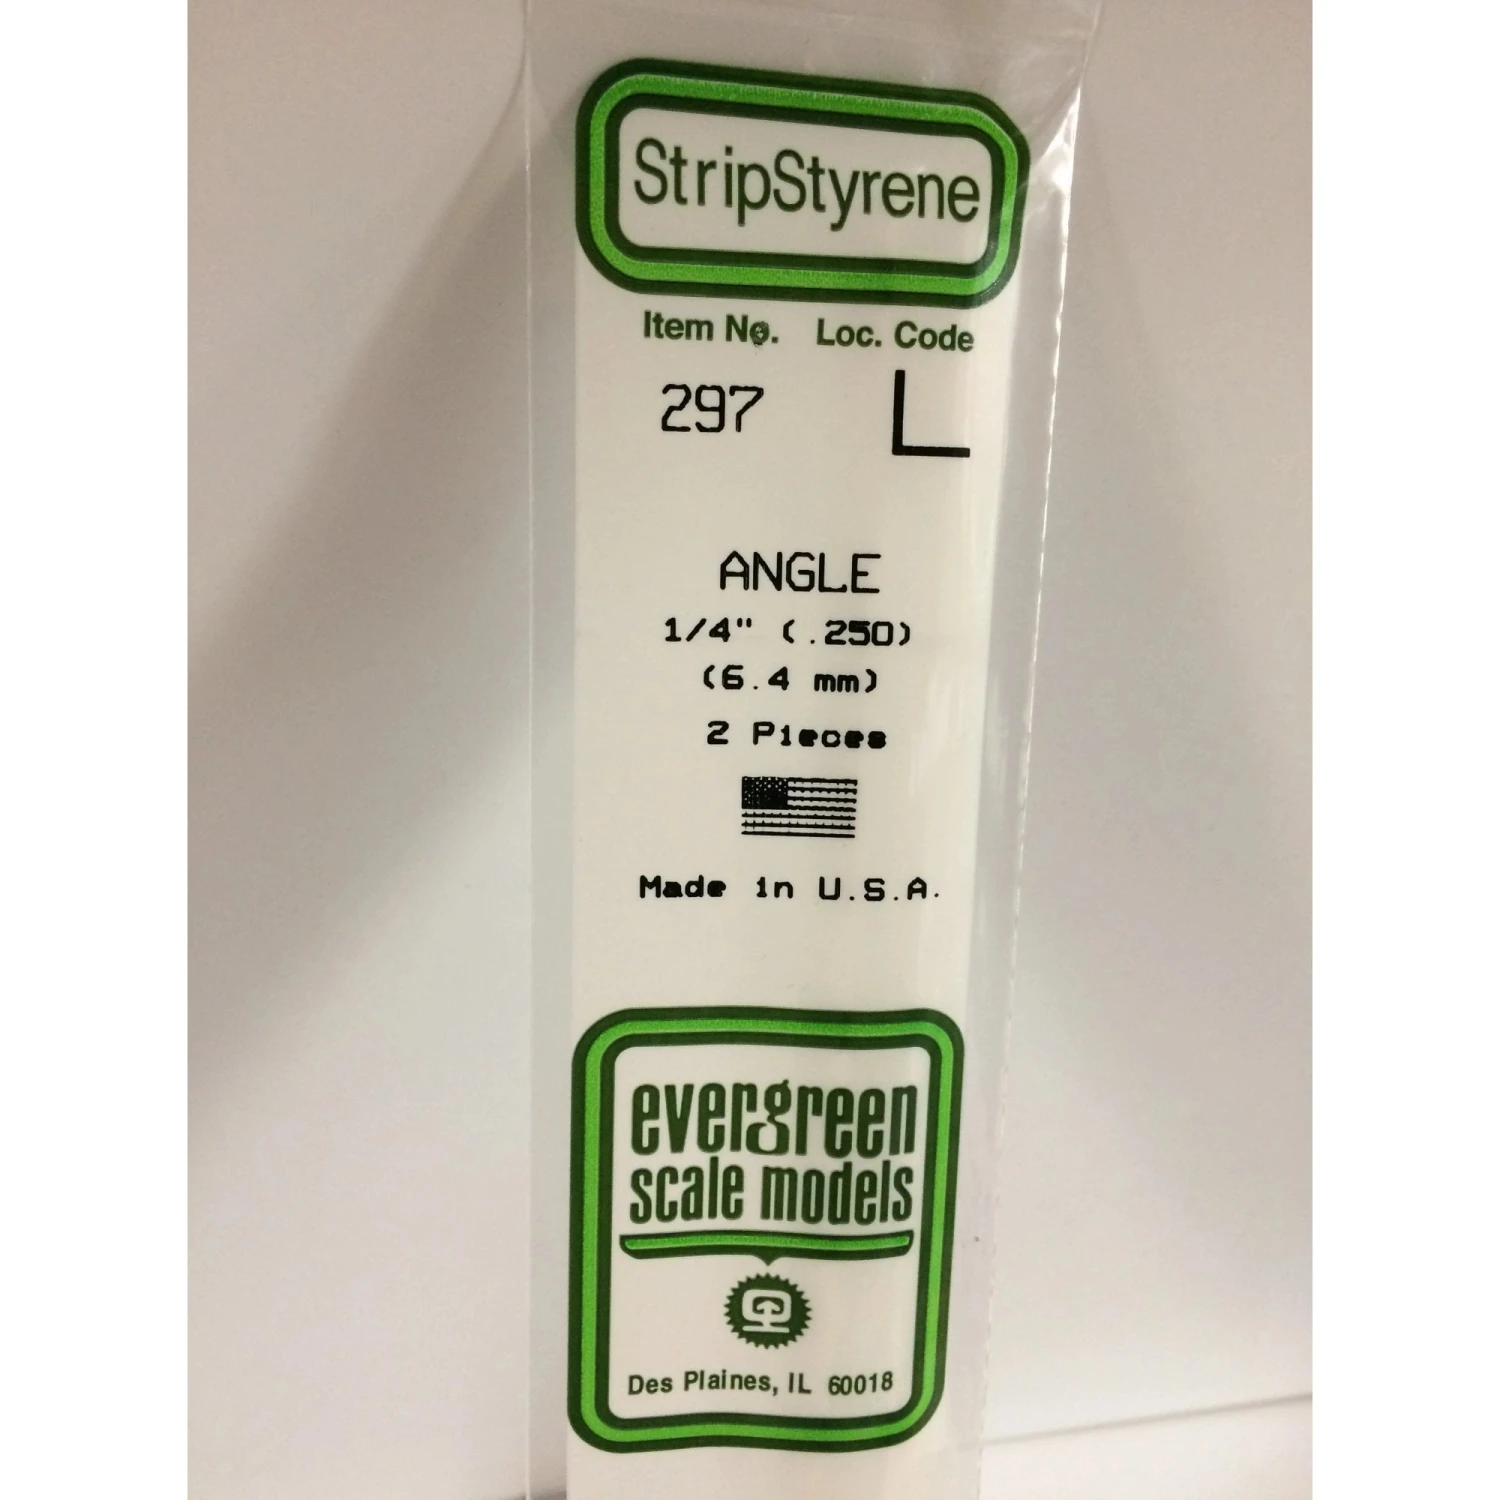 StripStyrene
Item No. Loc. Code
297 L
ANGLE
1/4" (.250)
(6.4 mm)
2 Pieces
Made in U.S.A.
evergreen
scale models
Des Plaines, IL 60018